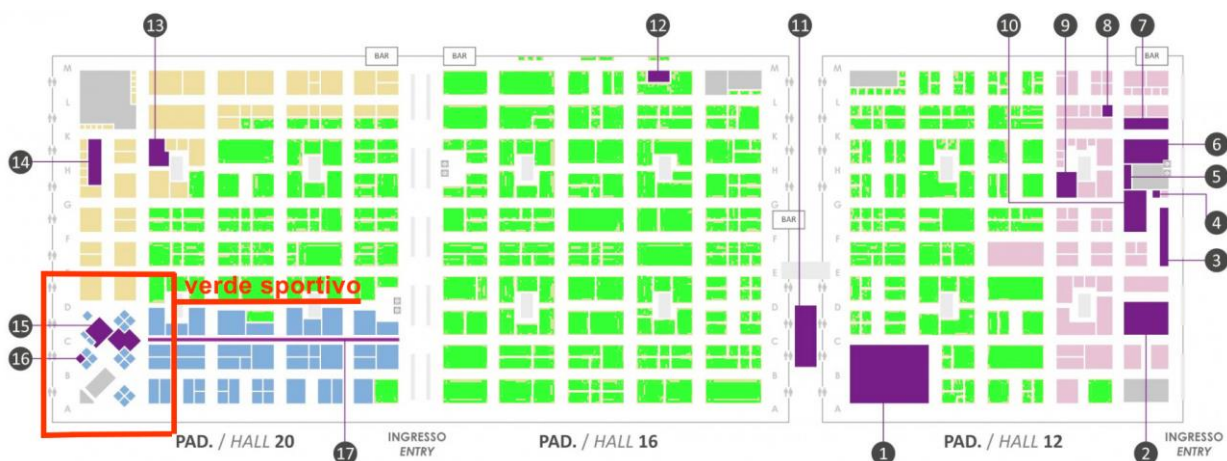 13
12
11
10
9
8
7
BAR
BAR
BAR
M
M
M
M
L
L
L
L
K
K
K
K
14
6
H
H
H
H
5
G
G
G
G
4
BAR
F
F
F
F
3
E
E
E
verde sportivo
D
D
D
D
15
C
C
C
C
16
B
B
B
B
A
A
A
A
PAD. / HALL 20
17
INGRESSO
ENTRY
PAD. / HALL 16
1
PAD. / HALL 12
2
INGRESSO
ENTRY